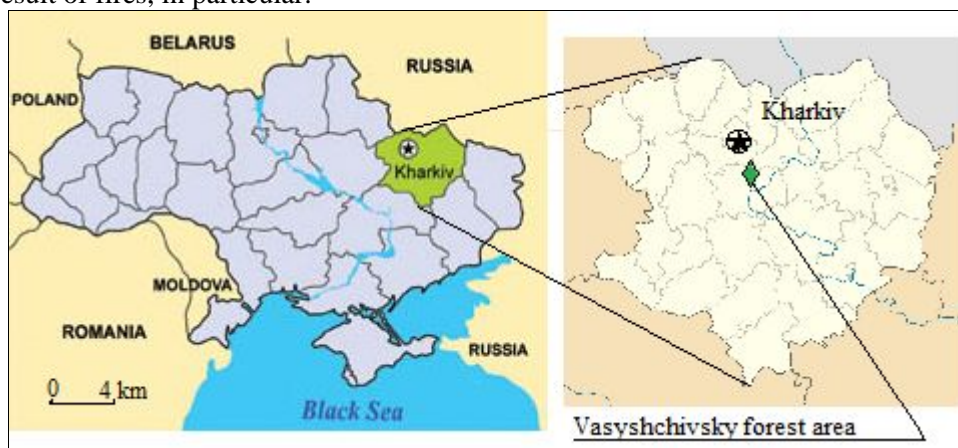 esult of fires, in particular.
BELARUS
RUSSIA
POLAND
Kharkiv
MOLDOVA
ROMANIA
RUSSIA
0 4 km
Black Sea
Kharkiv
Vasyshchivsky forest area